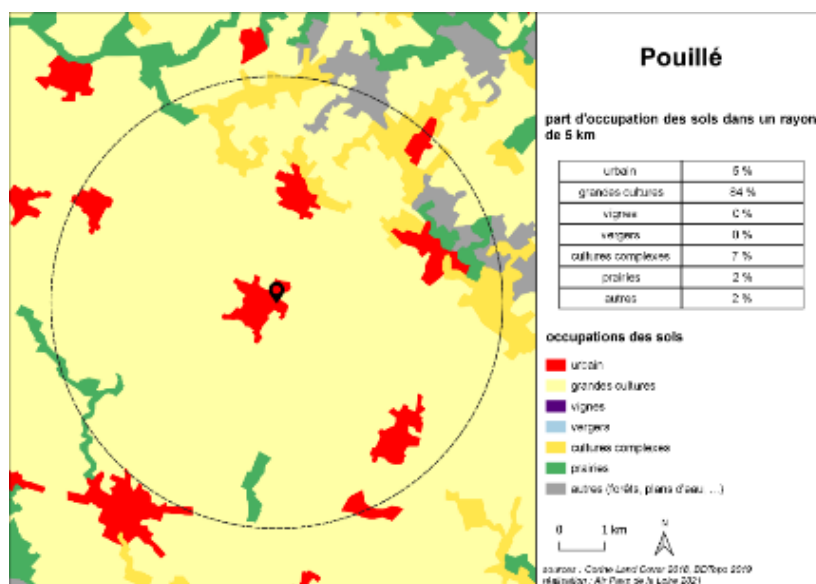 Pouillé
part d'occupation des sols dans un rayon
de 5 km
urbain 5 %
grandes cultures 84 %
vignes 0 %
vergers 0 %
cultures complexes 7 %
prairies 2 %
autres 2 %
occupations des sols
urbain
grandes cultures
vignes
vergers
cultures complexes
prairies
autres (forêts, plans d'eau, ...)
0 1 km
N
sources : Corine Land Cover 2018, BDTopo 2019
réalisation : Air Pays de la Loire 2021